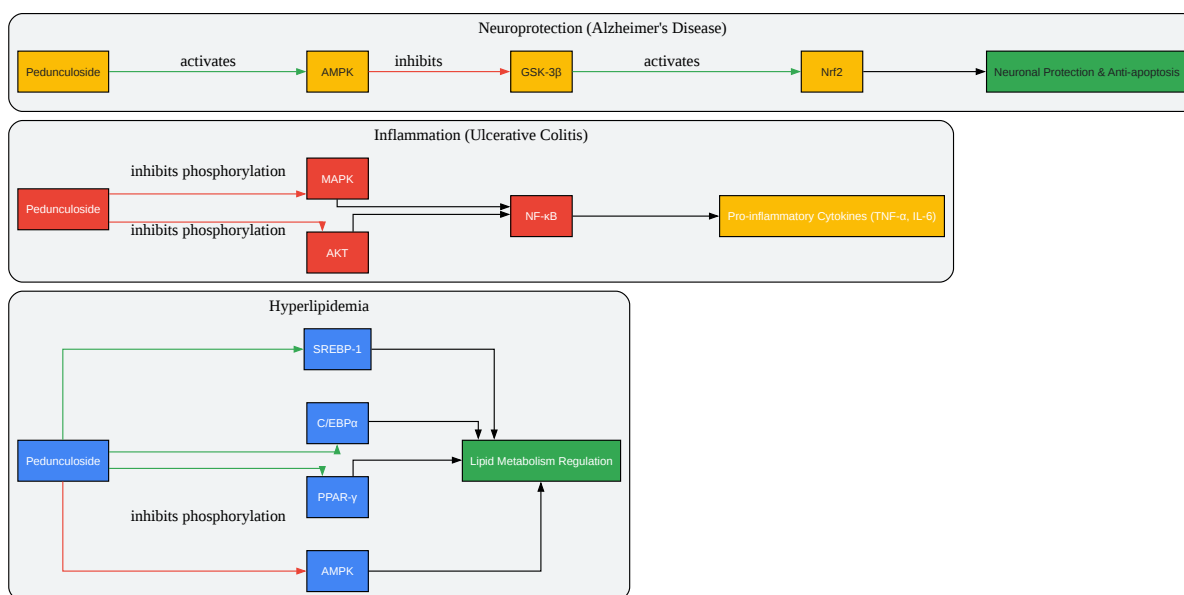 Neuroprotection (Alzheimer's Disease)
Pedunculoside
activates
AMPK
inhibits
GSK-3β
activates
Nrf2
Neuronal Protection & Anti-apoptosis
Inflammation (Ulcerative Colitis)
Pedunculoside
inhibits phosphorylation
MAPK
inhibits phosphorylation
AKT
NF-κB
Pro-inflammatory Cytokines (TNF-α, IL-6)
Hyperlipidemia
SREBP-1
C/EBPα
Pedunculoside
Lipid Metabolism Regulation
PPAR-γ
inhibits phosphorylation
AMPK